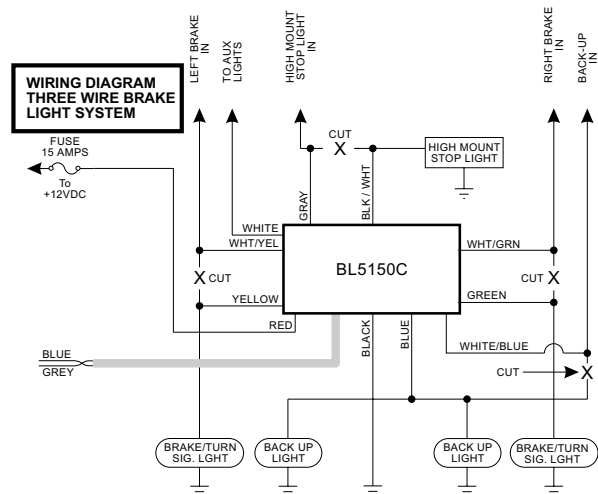 LEFT BRAKE
IN
TO AUX
LIGHTS
HIGH MOUNT
STOP LIGHT
IN
RIGHT BRAKE
IN
BACK-UP
IN
WIRING DIAGRAM
THREE WIRE BRAKE
LIGHT SYSTEM
FUSE
15 AMPS
To
+12VDC
CUT
X
HIGH MOUNT
STOP LIGHT
GRAY
BLK / WHT
WHITE
WHT/YEL
WHT/GRN
BL5150C
X CUT
CUT X
YELLOW
GREEN
RED
BLACK
BLUE
WHITE/BLUE
BLUE
GREY
CUT
X
BRAKE/TURN
SIG. LGHT
BACK UP
LIGHT
BACK UP
LIGHT
BRAKE/TURN
SIG. LGHT